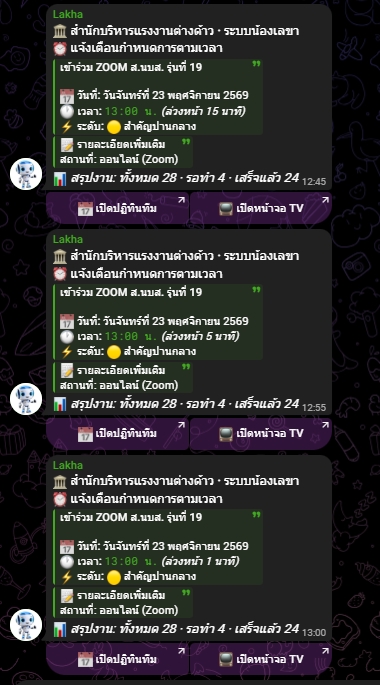 Lakha
🏛️ สำนักบริหารแรงงานต่างด้าว · ระบบน้องเลขา
⏰ แจ้งเตือนกำหนดการตามเวลา
เข้าร่วม ZOOM ส.นบส. รุ่นที่ 19
📅 วันที่: วันจันทร์ที่ 23 พฤศจิกายน 2569
🕐 เวลา: 13:00 น. (ล่วงหน้า 15 นาที)
⚡ ระดับ: 🟡 สำคัญปานกลาง
📝 รายละเอียดเพิ่มเติม
สถานที่: ออนไลน์ (Zoom)
📊 สรุปงาน: ทั้งหมด 28 · รอทำ 4 · เสร็จแล้ว 24 12:45
📅 เปิดปฏิทินทีม 📺 เปิดหน้าจอ TV
Lakha
🏛️ สำนักบริหารแรงงานต่างด้าว · ระบบน้องเลขา
⏰ แจ้งเตือนกำหนดการตามเวลา
เข้าร่วม ZOOM ส.นบส. รุ่นที่ 19
📅 วันที่: วันจันทร์ที่ 23 พฤศจิกายน 2569
🕐 เวลา: 13:00 น. (ล่วงหน้า 5 นาที)
⚡ ระดับ: 🟡 สำคัญปานกลาง
📝 รายละเอียดเพิ่มเติม
สถานที่: ออนไลน์ (Zoom)
📊 สรุปงาน: ทั้งหมด 28 · รอทำ 4 · เสร็จแล้ว 24 12:55
📅 เปิดปฏิทินทีม 📺 เปิดหน้าจอ TV
Lakha
🏛️ สำนักบริหารแรงงานต่างด้าว · ระบบน้องเลขา
⏰ แจ้งเตือนกำหนดการตามเวลา
เข้าร่วม ZOOM ส.นบส. รุ่นที่ 19
📅 วันที่: วันจันทร์ที่ 23 พฤศจิกายน 2569
🕐 เวลา: 13:00 น. (ล่วงหน้า 1 นาที)
⚡ ระดับ: 🟡 สำคัญปานกลาง
📝 รายละเอียดเพิ่มเติม
สถานที่: ออนไลน์ (Zoom)
📊 สรุปงาน: ทั้งหมด 28 · รอทำ 4 · เสร็จแล้ว 24 13:00
📅 เปิดปฏิทินทีม 📺 เปิดหน้าจอ TV